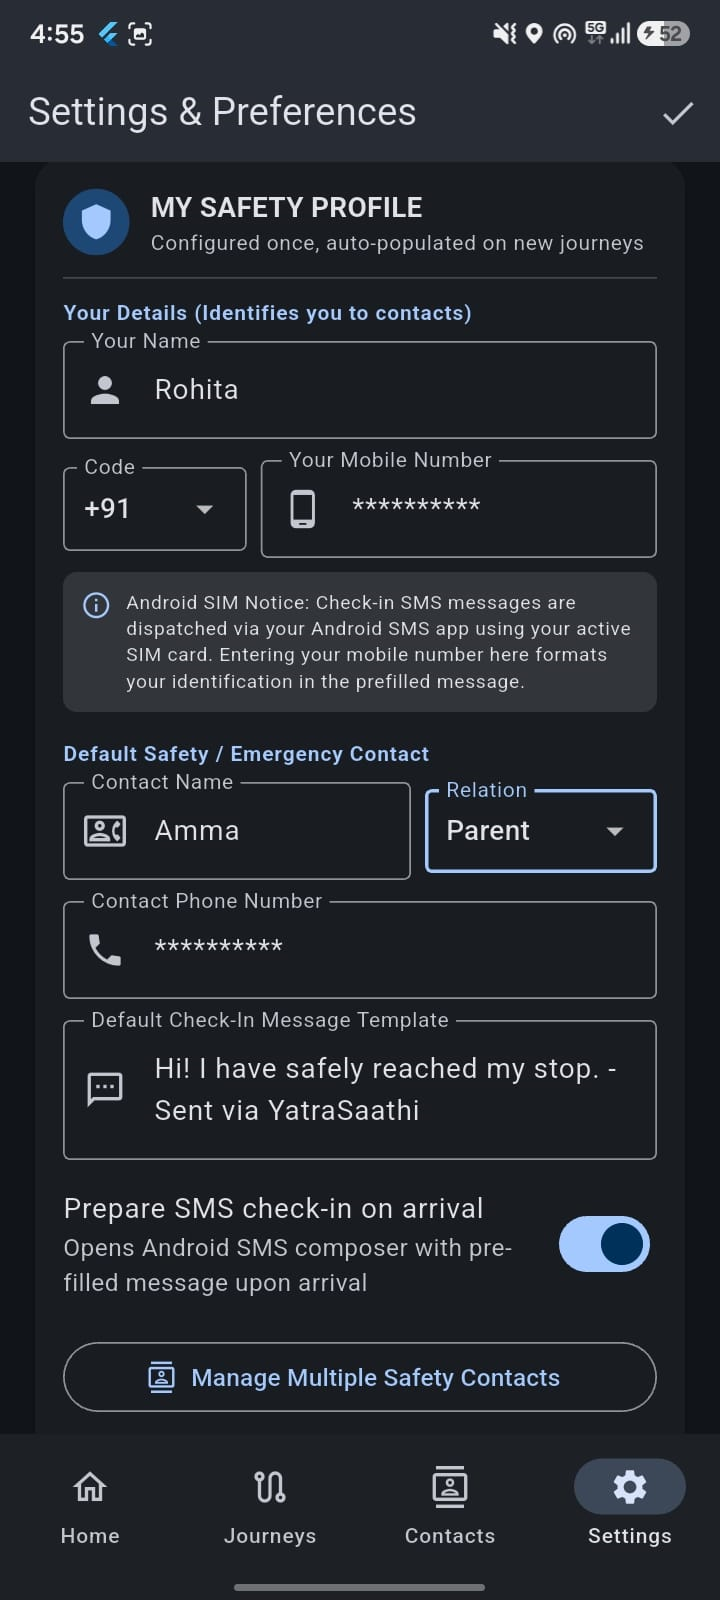 4:55
5G
52
Settings & Preferences
MY SAFETY PROFILE
Configured once, auto-populated on new journeys
Your Details (Identifies you to contacts)
Your Name
Rohita
Code
+91
Your Mobile Number
**********
Android SIM Notice: Check-in SMS messages are
dispatched via your Android SMS app using your active
SIM card. Entering your mobile number here formats
your identification in the prefilled message.
Default Safety / Emergency Contact
Contact Name
Amma
Relation
Parent
Contact Phone Number
**********
Default Check-In Message Template
Hi! I have safely reached my stop. -
Sent via YatraSaathi
Prepare SMS check-in on arrival
Opens Android SMS composer with pre-
filled message upon arrival
Manage Multiple Safety Contacts
Home
Journeys
Contacts
Settings